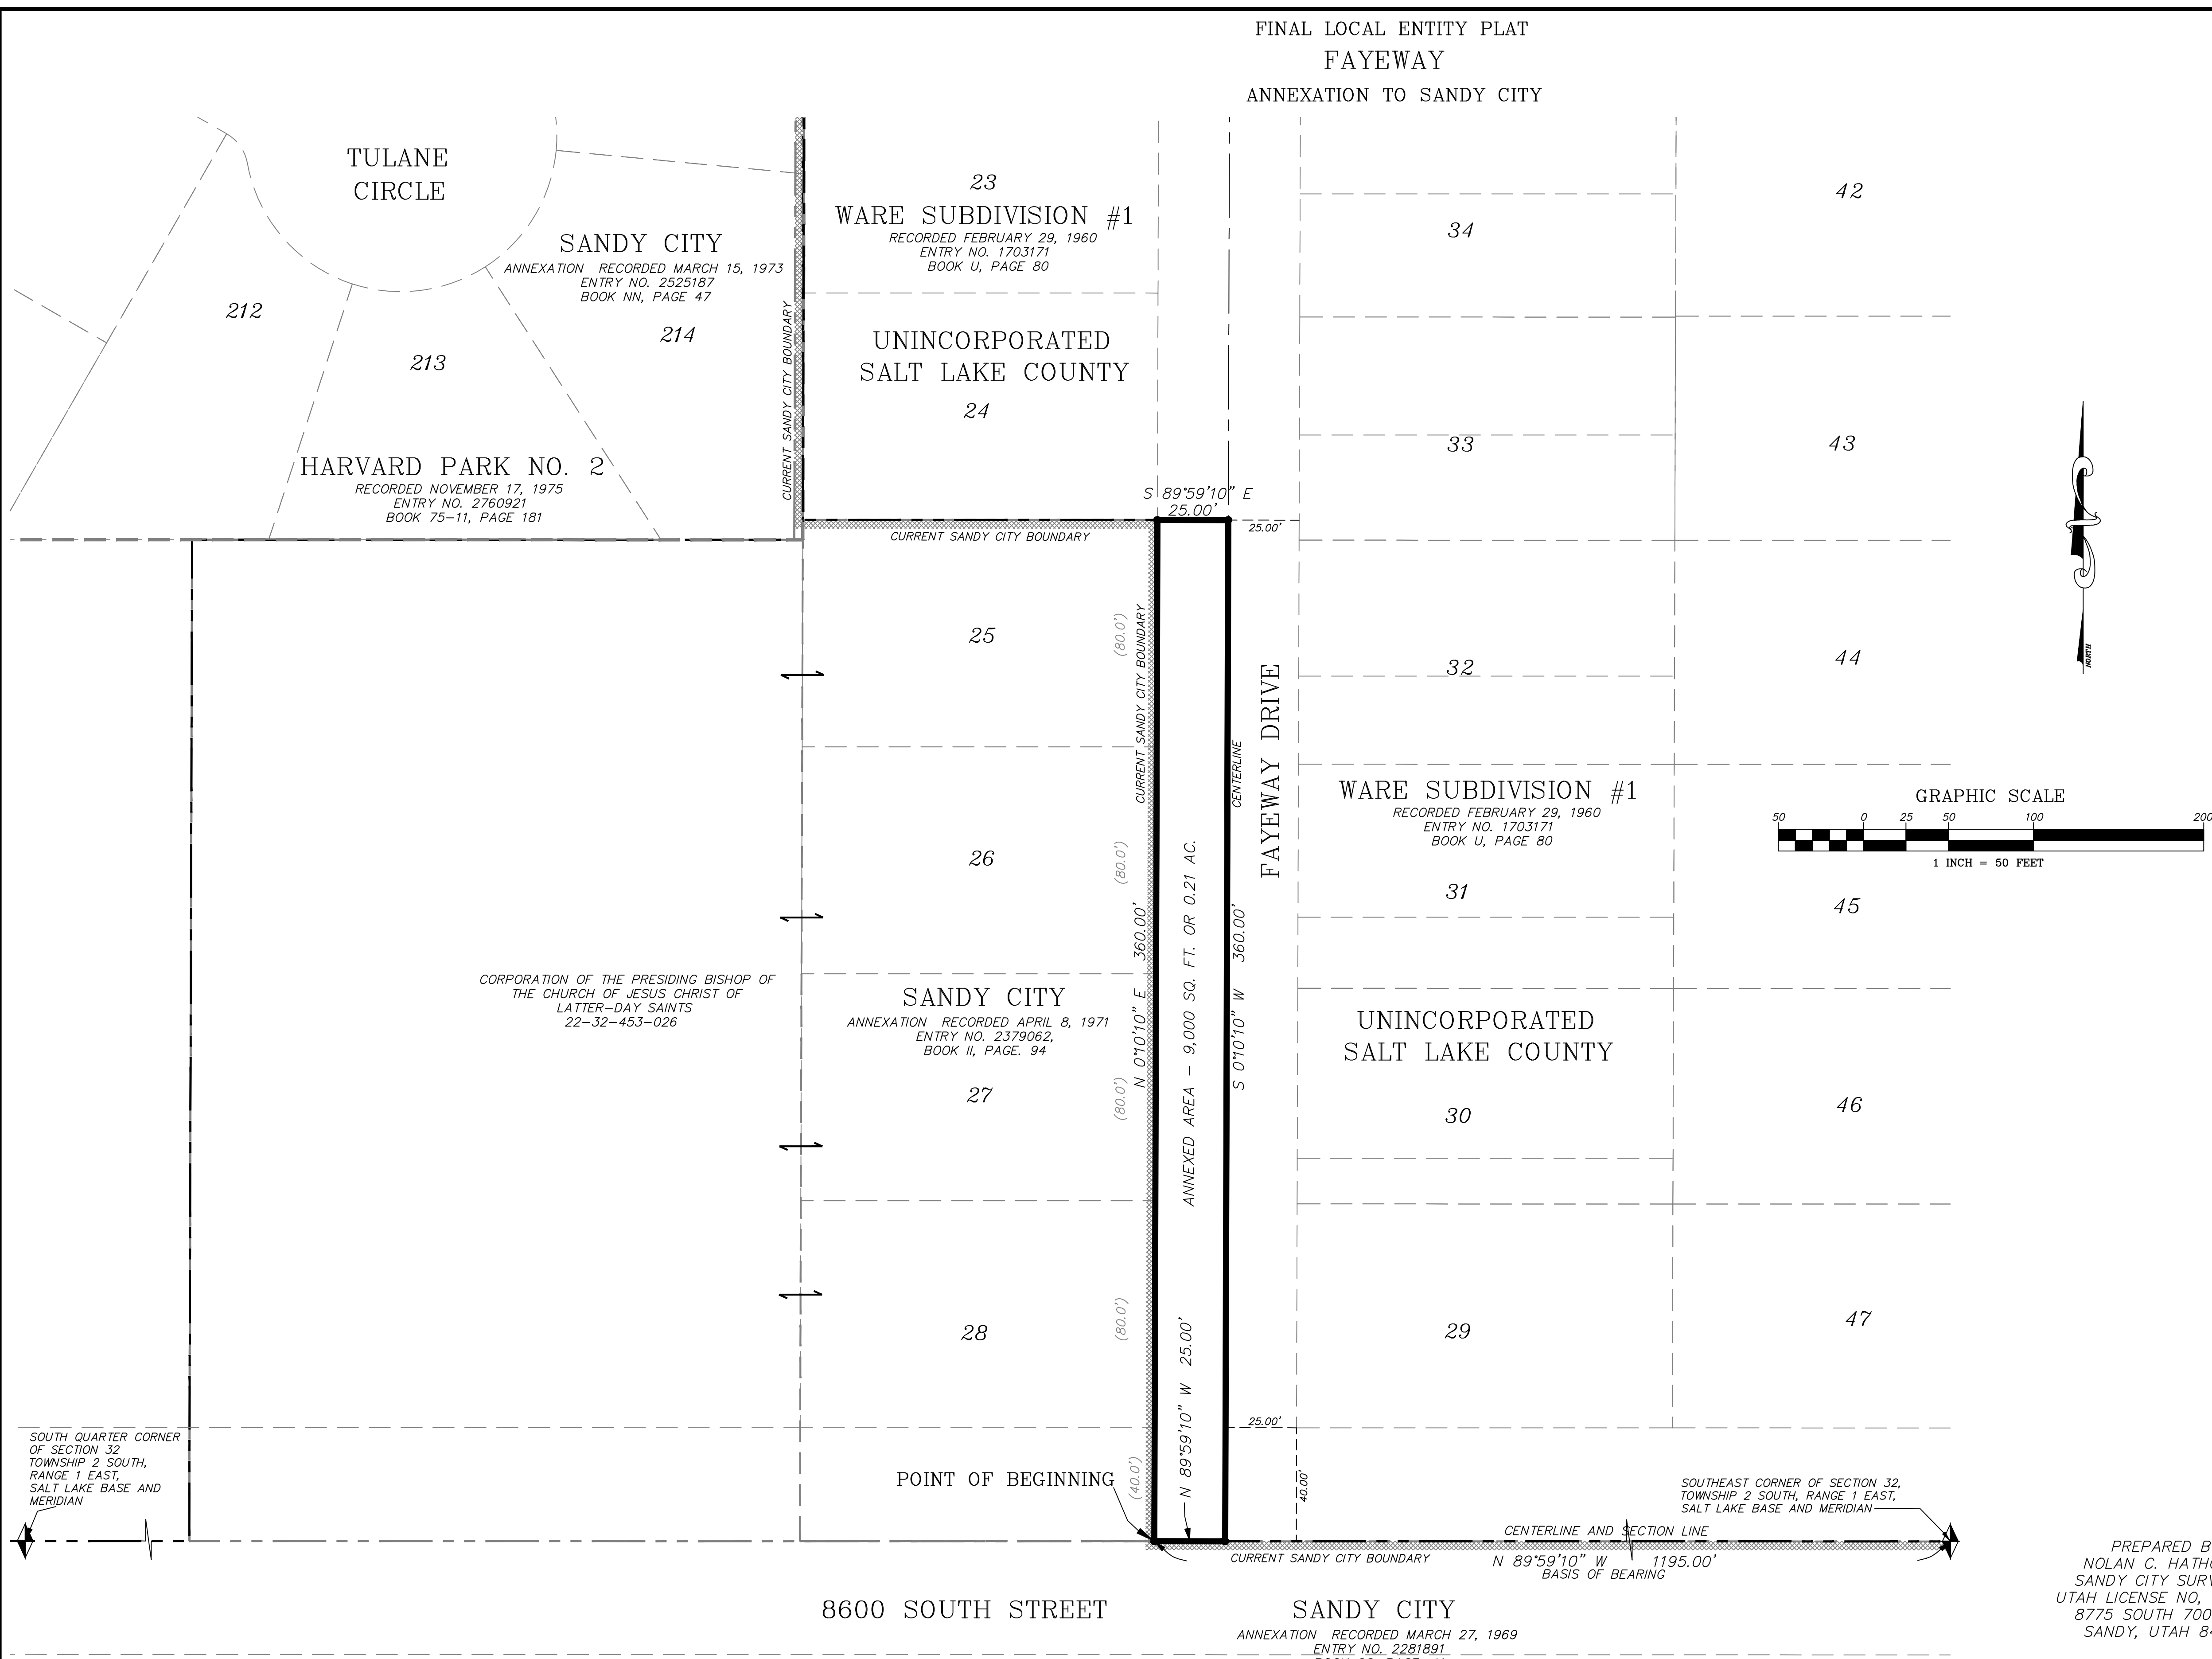 FINAL LOCAL ENTITY PLAT
FAYEWAY
ANNEXATION TO SANDY CITY
TULANE
CIRCLE
SANDY CITY
ANNEXATION RECORDED MARCH 15, 1973
ENTRY NO. 2525187
BOOK NN, PAGE 47
212
213
214
HARVARD PARK NO. 2
RECORDED NOVEMBER 17, 1975
ENTRY NO. 2760921
BOOK 75-11, PAGE 181
CURRENT SANDY CITY BOUNDARY
23
WARE SUBDIVISION #1
RECORDED FEBRUARY 29, 1960
ENTRY NO. 1703171
BOOK U, PAGE 80
UNINCORPORATED
SALT LAKE COUNTY
24
34
42
33
43
S 89°59'10" E
25.00'
25.00'
CURRENT SANDY CITY BOUNDARY
25
(80.0')
CURRENT SANDY CITY BOUNDARY
32
44
NORTH
FAYEWAY DRIVE
CENTERLINE
26
(80.0')
WARE SUBDIVISION #1
RECORDED FEBRUARY 29, 1960
ENTRY NO. 1703171
BOOK U, PAGE 80
31
45
GRAPHIC SCALE
50 0 25 50 100 200
1 INCH = 50 FEET
CORPORATION OF THE PRESIDING BISHOP OF
THE CHURCH OF JESUS CHRIST OF
LATTER-DAY SAINTS
22-32-453-026
SANDY CITY
ANNEXATION RECORDED APRIL 8, 1971
ENTRY NO. 2379062,
BOOK II, PAGE. 94
27
(80.0')
N 0°10'10" E 360.00'
ANNEXED AREA - 9,000 SQ. FT. OR 0.21 AC.
S 0°10'10" W 360.00'
UNINCORPORATED
SALT LAKE COUNTY
30
46
28
(80.0')
N 89°59'10" W 25.00'
29
47
25.00'
40.00'
(40.0')
POINT OF BEGINNING
SOUTH QUARTER CORNER
OF SECTION 32
TOWNSHIP 2 SOUTH,
RANGE 1 EAST,
SALT LAKE BASE AND
MERIDIAN
SOUTHEAST CORNER OF SECTION 32,
TOWNSHIP 2 SOUTH, RANGE 1 EAST,
SALT LAKE BASE AND MERIDIAN
CENTERLINE AND SECTION LINE
CURRENT SANDY CITY BOUNDARY
N 89°59'10" W 1195.00'
BASIS OF BEARING
8600 SOUTH STREET
SANDY CITY
ANNEXATION RECORDED MARCH 27, 1969
ENTRY NO. 2281891
PREPARED B
NOLAN C. HATH
SANDY CITY SURV
UTAH LICENSE NO,
8775 SOUTH 700
SANDY, UTAH 84